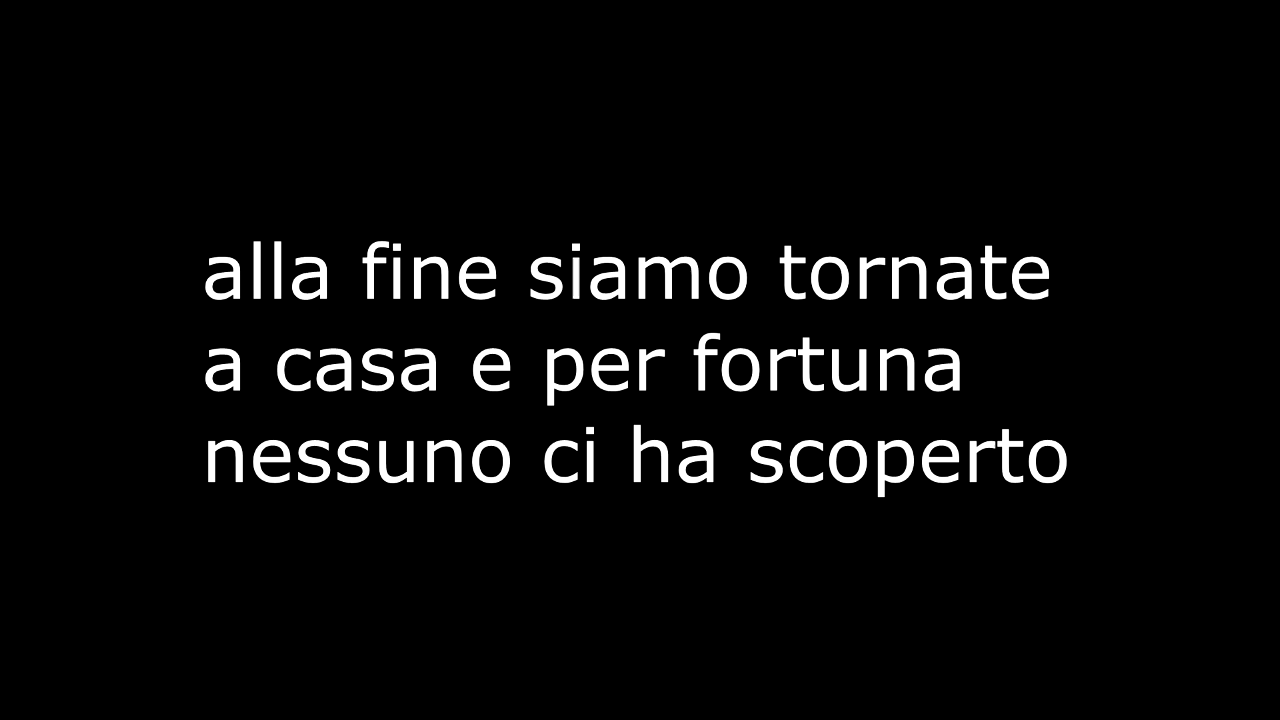 alla fine siamo tornate
a casa e per fortuna
nessuno ci ha scoperto